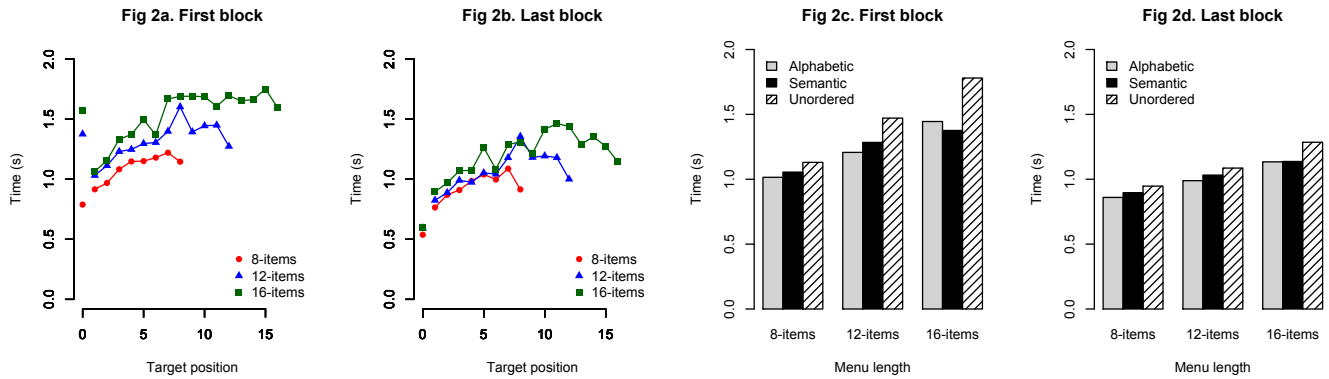 Fig 2a. First block
Time (s)
2.0
1.5
1.0
0.5
0.0
8-items
12-items
16-items
0 5 10 15
Target position
Fig 2b. Last block
Time (s)
2.0
1.5
1.0
0.5
0.0
8-items
12-items
16-items
0 5 10 15
Target position
Fig 2c. First block
Time (s)
2.0
1.5
1.0
0.5
0.0
Alphabetic
Semantic
Unordered
8-items 12-items 16-items
Menu length
Fig 2d. Last block
Time (s)
2.0
1.5
1.0
0.5
0.0
Alphabetic
Semantic
Unordered
8-items 12-items 16-items
Menu length